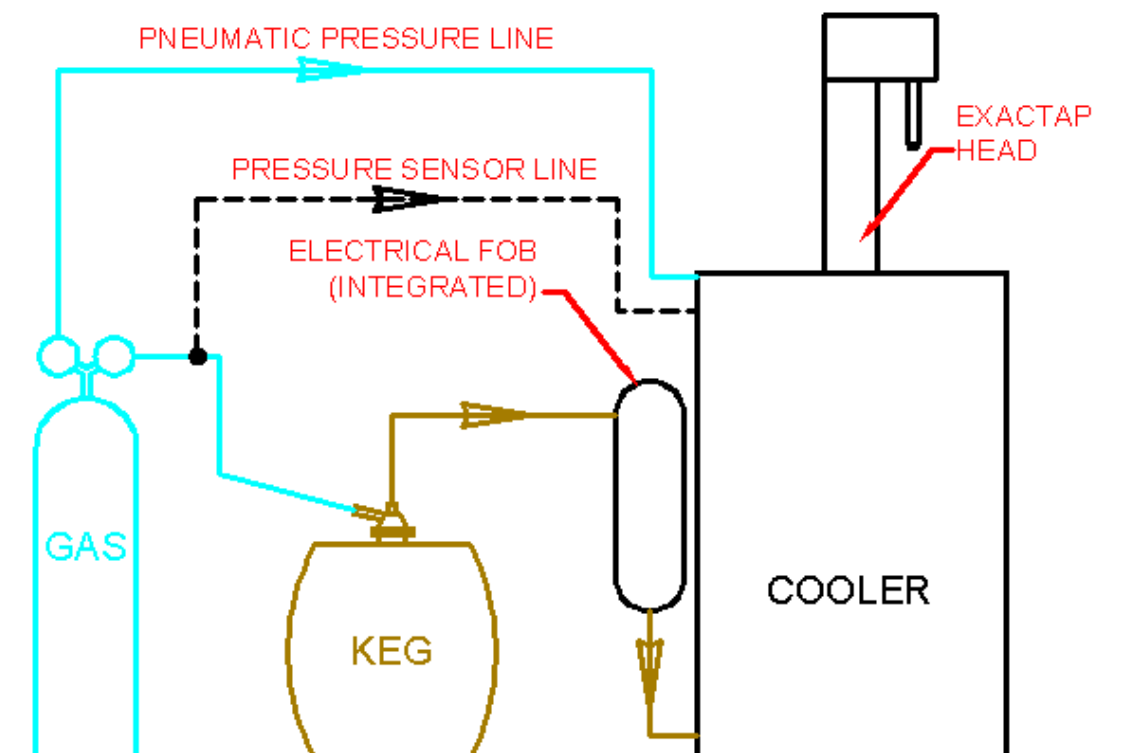 PNEUMATIC PRESSURE LINE
EXACTAP
HEAD
PRESSURE SENSOR LINE
ELECTRICAL FOB
(INTEGRATED)
GAS
COOLER
KEG